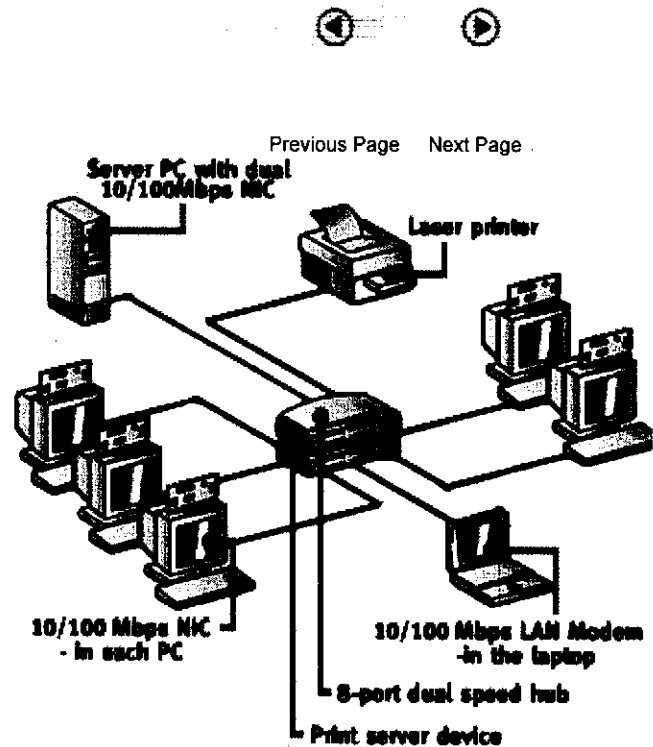 Previous Page Next Page
Server PC with dual
10/100Mbps NIC
Laser printer
10/100 Mbps NIC
- in each PC
10/100 Mbps LAN Modem
-in the laptop
8-port dual speed hub
Print server device